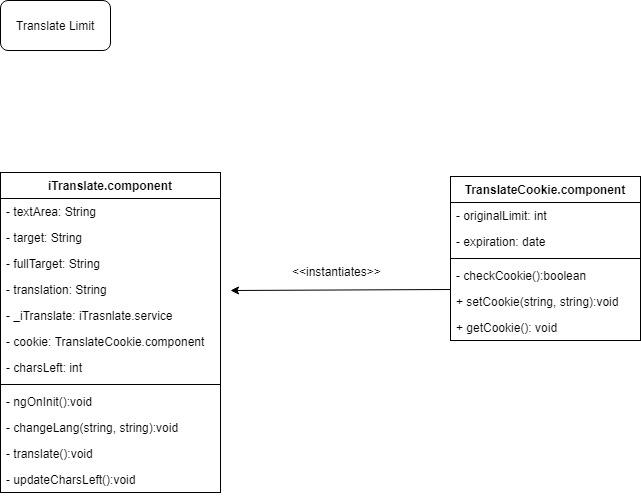 Translate Limit
iTranslate.component
- textArea: String
- target: String
- fullTarget: String
- translation: String
- _iTranslate: iTrasnlate.service
- cookie: TranslateCookie.component
- charsLeft: int
- ngOnInit():void
- changeLang(string, string):void
- translate():void
- updateCharsLeft():void
<<instantiates>>
TranslateCookie.component
- originalLimit: int
- expiration: date
- checkCookie():boolean
+ setCookie(string, string):void
+ getCookie(): void